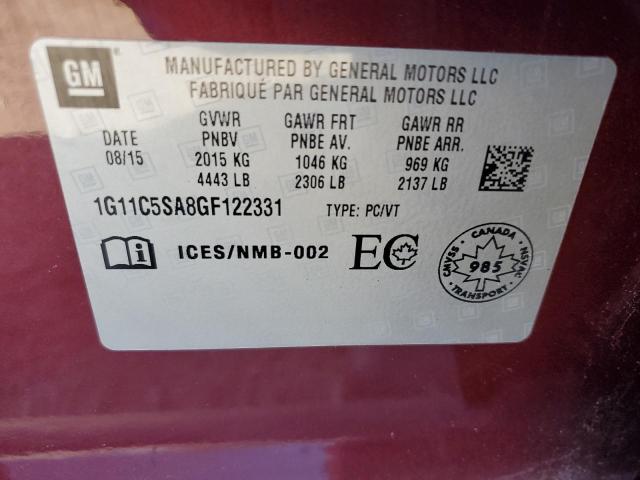 GM
MANUFACTURED BY GENERAL MOTORS LLC
FABRIQUÉ PAR GENERAL MOTORS LLC
GVWR GAWR FRT GAWR RR
DATE PNBV PNBE AV. PNBE ARR.
08/15 2015 KG 1046 KG 969 KG
4443 LB 2306 LB 2137 LB
1G11C5SA8GF122331 TYPE: PC/VT
i ICES/NMB-002 EC
CANADA
CNVSS 985 NSVAC
TRANSPORT